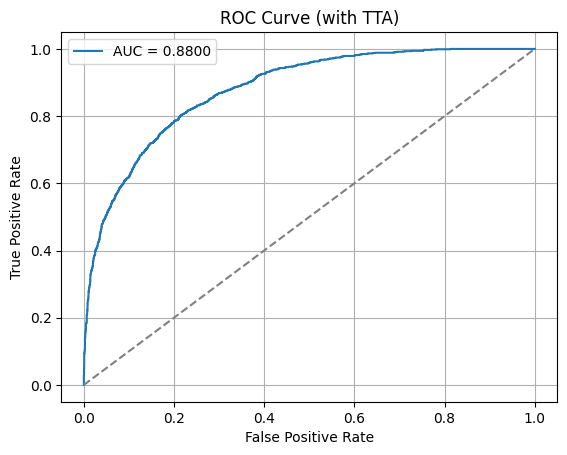 ROC Curve (with TTA)
AUC = 0.8800
True Positive Rate
1.0
0.8
0.6
0.4
0.2
0.0
0.0 0.2 0.4 0.6 0.8 1.0
False Positive Rate